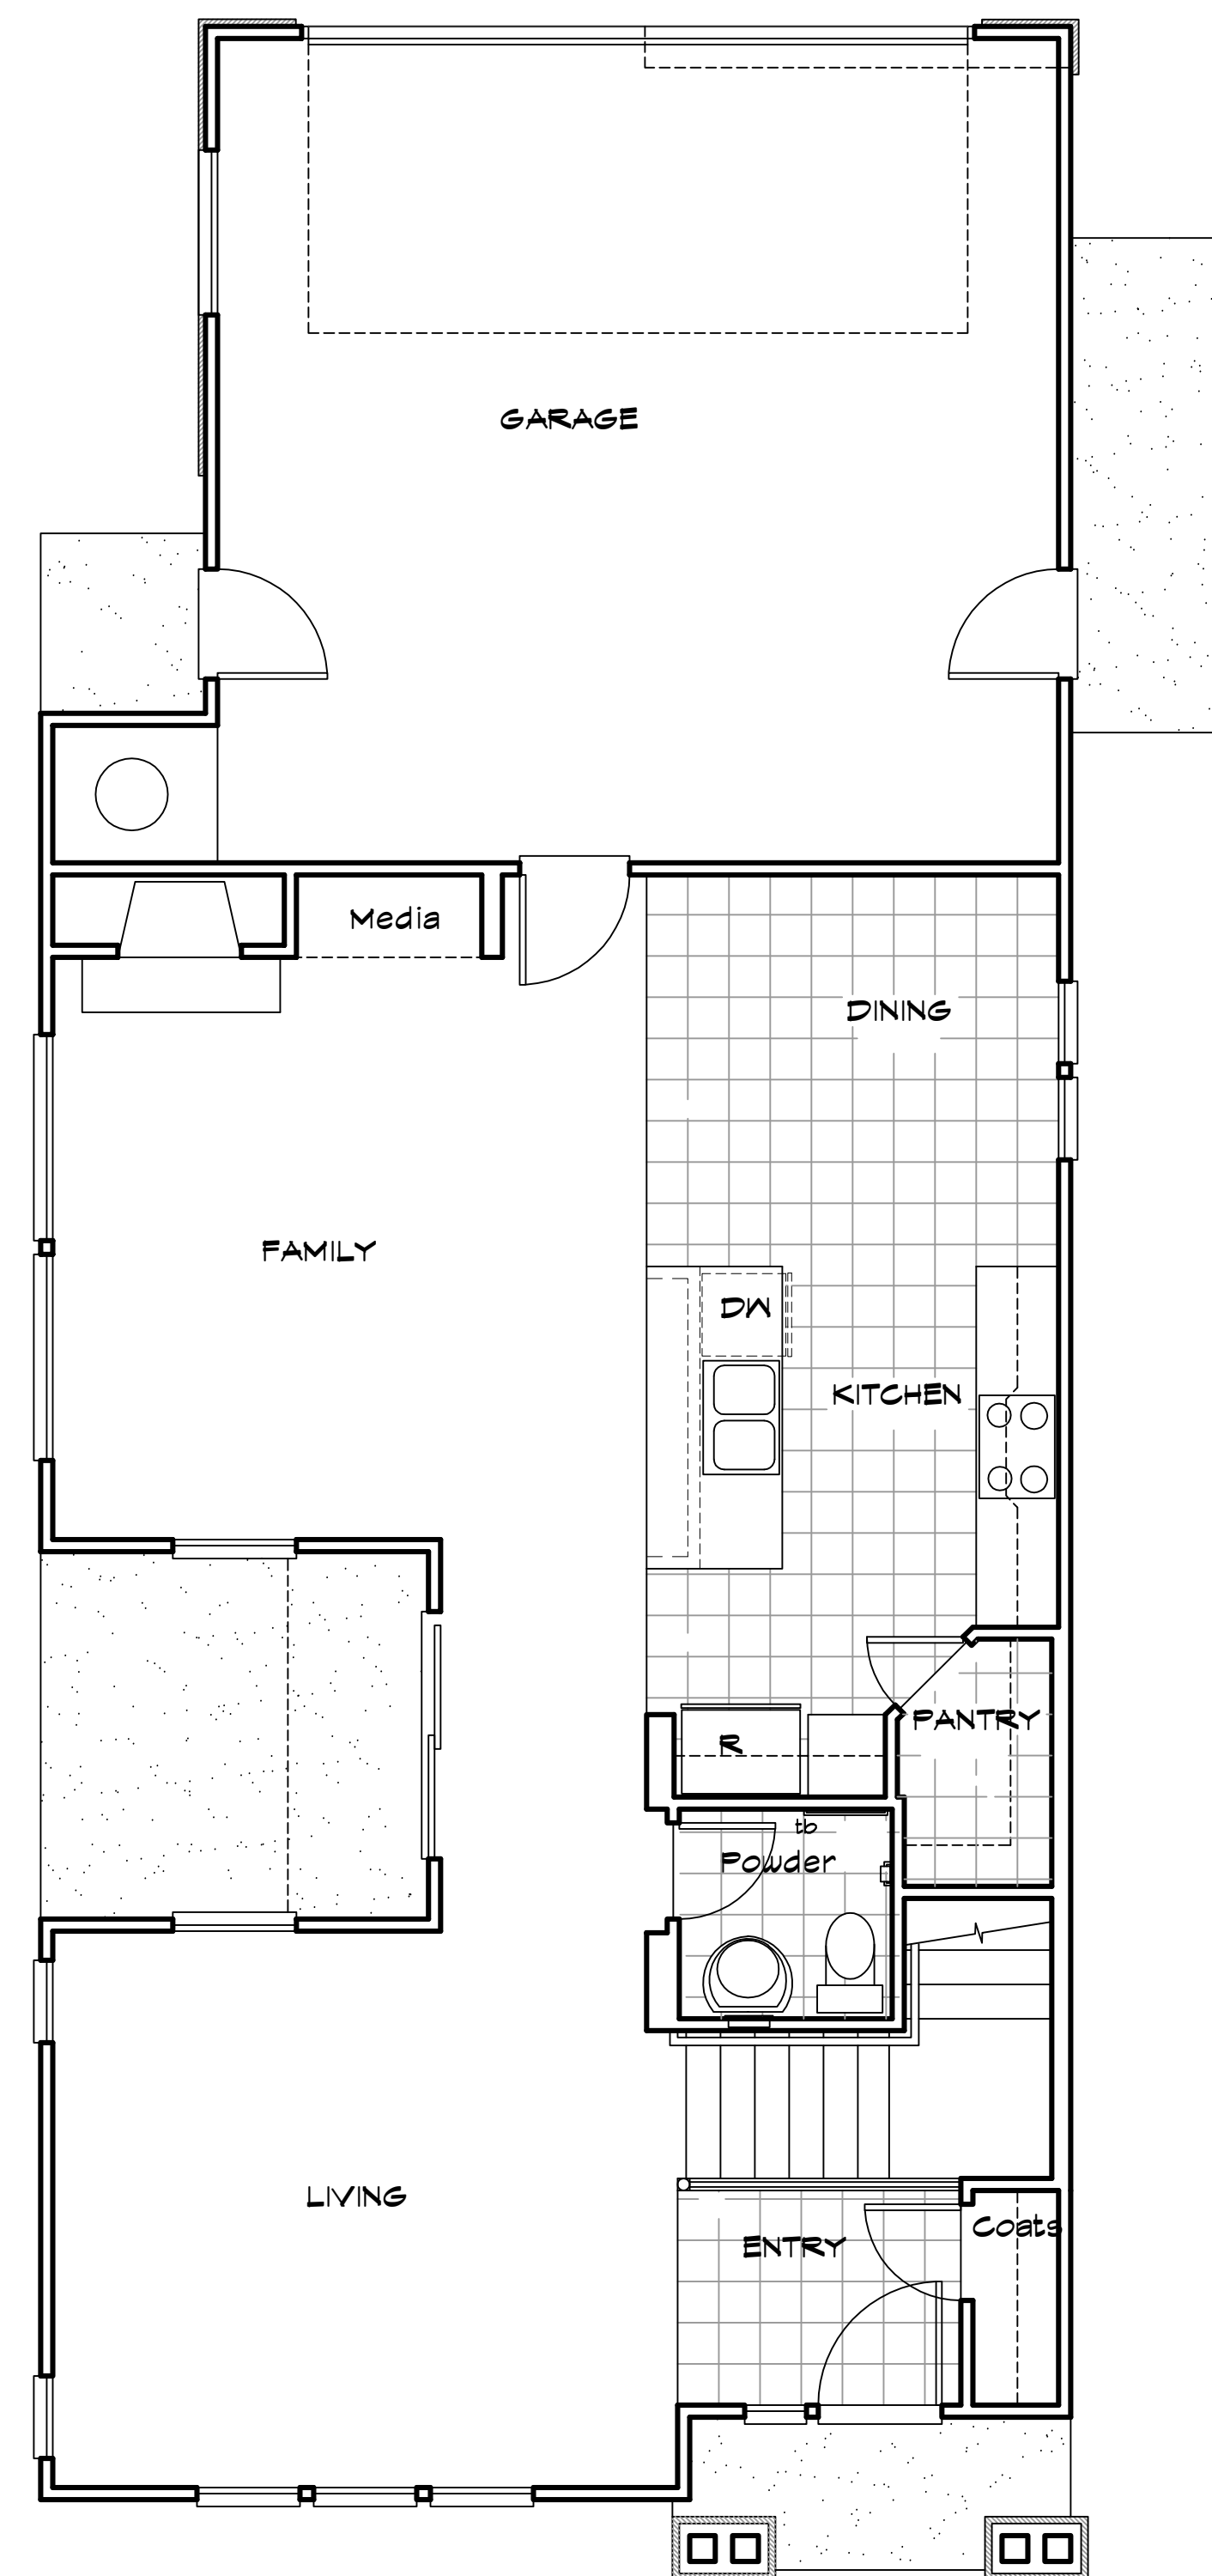 GARAGE
Media
DINING
FAMILY
DW
KITCHEN
PANTRY
R
tb
Powder
LIVING
Coats
ENTRY